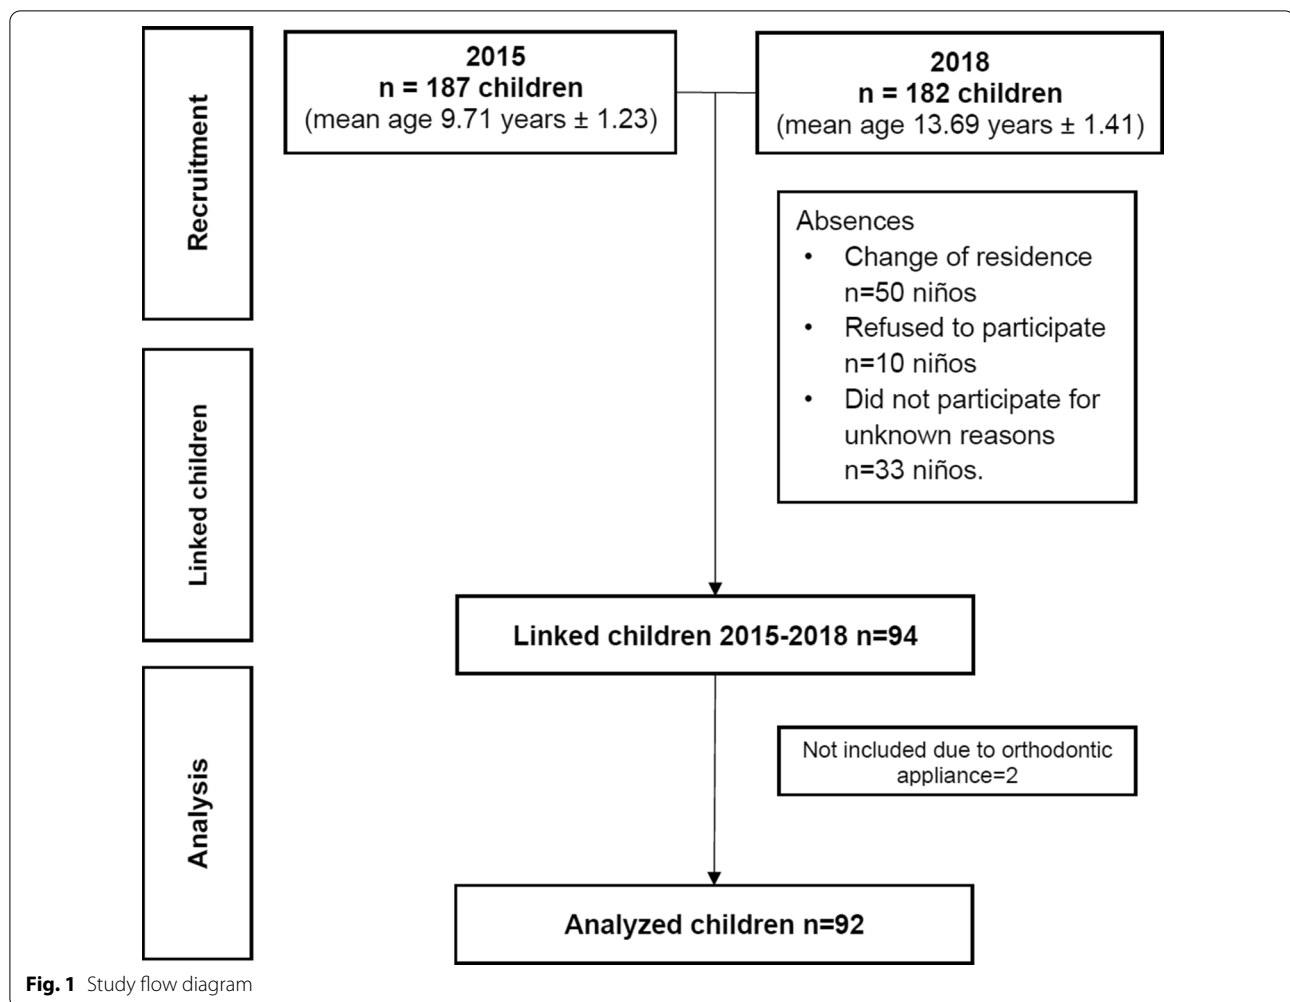 Recruitment
2015
n = 187 children
(mean age 9.71 years ± 1.23)
2018
n = 182 children
(mean age 13.69 years ± 1.41)
Absences
• Change of residence
n=50 niños
• Refused to participate
n=10 niños
• Did not participate for
unknown reasons
n=33 niños.
Linked children
Linked children 2015-2018 n=94
Analysis
Not included due to orthodontic
appliance=2
Analyzed children n=92
Fig. 1 Study flow diagram